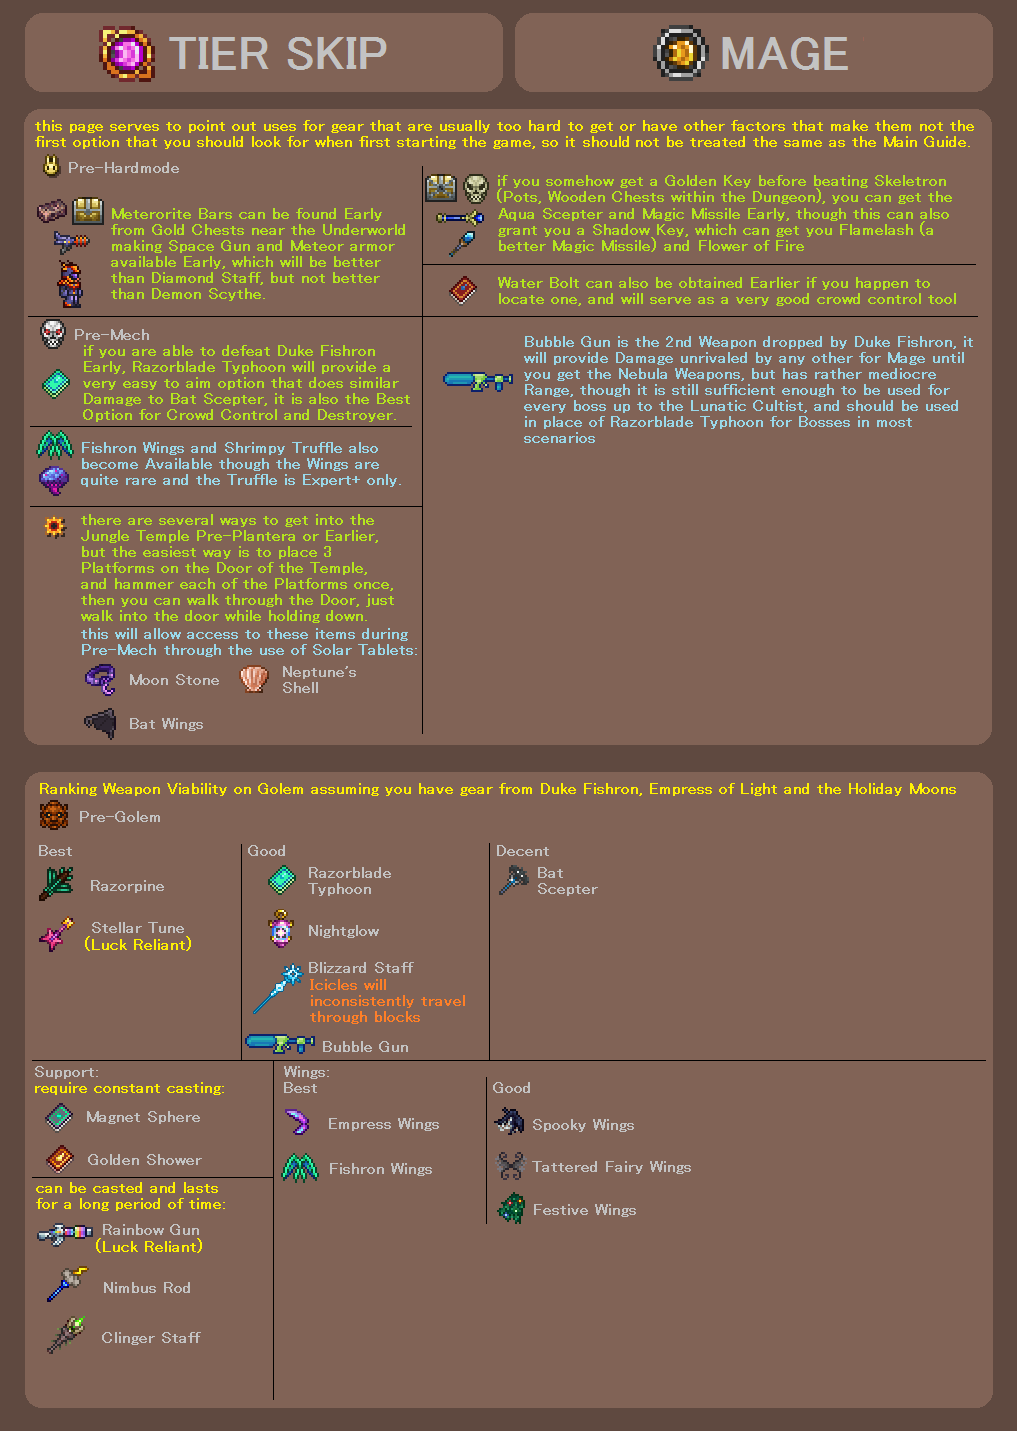 TIER SKIP
MAGE
this page serves to point out uses for gear that are usually too hard to get or have other factors that make them not the
first option that you should look for when first starting the game, so it should not be treated the same as the Main Guide.
Pre-Hardmode
Meterorite Bars can be found Early
from Gold Chests near the Underworld
making Space Gun and Meteor armor
available Early, which will be better
than Diamond Staff, but not better
than Demon Scythe.
if you somehow get a Golden Key before beating Skeletron
(Pots, Wooden Chests within the Dungeon), you can get the
Aqua Scepter and Magic Missile Early, though this can also
grant you a Shadow Key, which can get you Flamelash (a
better Magic Missile) and Flower of Fire
Water Bolt can also be obtained Earlier if you happen to
locate one, and will serve as a very good crowd control tool
Pre-Mech
if you are able to defeat Duke Fishron
Early, Razorblade Typhoon will provide a
very easy to aim option that does similar
Damage to Bat Scepter, it is also the Best
Option for Crowd Control and Destroyer.
Fishron Wings and Shrimpy Truffle also
become Available though the Wings are
quite rare and the Truffle is Expert+ only.
there are several ways to get into the
Jungle Temple Pre-Plantera or Earlier,
but the easiest way is to place 3
Platforms on the Door of the Temple,
and hammer each of the Platforms once,
then you can walk through the Door, just
walk into the door while holding down.
this will allow access to these items during
Pre-Mech through the use of Solar Tablets:
Moon Stone
Neptune's
Shell
Bat Wings
Bubble Gun is the 2nd Weapon dropped by Duke Fishron, it
will provide Damage unrivaled by any other for Mage until
you get the Nebula Weapons, but has rather mediocre
Range, though it is still sufficient enough to be used for
every boss up to the Lunatic Cultist, and should be used
in place of Razorblade Typhoon for Bosses in most
scenarios
Ranking Weapon Viability on Golem assuming you have gear from Duke Fishron, Empress of Light and the Holiday Moons
Pre-Golem
Best
Razorpine
Stellar Tune
(Luck Reliant)
Good
Razorblade
Typhoon
Nightglow
Blizzard Staff
Icicles will
inconsistently travel
through blocks
Bubble Gun
Decent
Bat
Scepter
Support:
require constant casting:
Magnet Sphere
Golden Shower
can be casted and lasts
for a long period of time:
Rainbow Gun
(Luck Reliant)
Nimbus Rod
Clinger Staff
Wings:
Best
Empress Wings
Fishron Wings
Good
Spooky Wings
Tattered Fairy Wings
Festive Wings